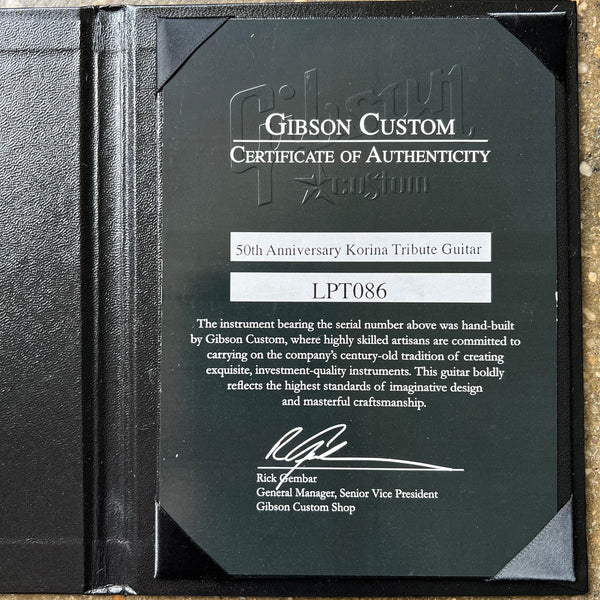 Gibson
GIBSON CUSTOM
CERTIFICATE OF AUTHENTICITY
custom
50th Anniversary Korina Tribute Guitar
LPT086
The instrument bearing the serial number above was hand-built
by Gibson Custom, where highly skilled artisans are committed to
carrying on the company's century-old tradition of creating
exquisite, investment-quality instruments. This guitar boldly
reflects the highest standards of imaginative design
and masterful craftsmanship.
Rick Gembar
General Manager, Senior Vice President
Gibson Custom Shop